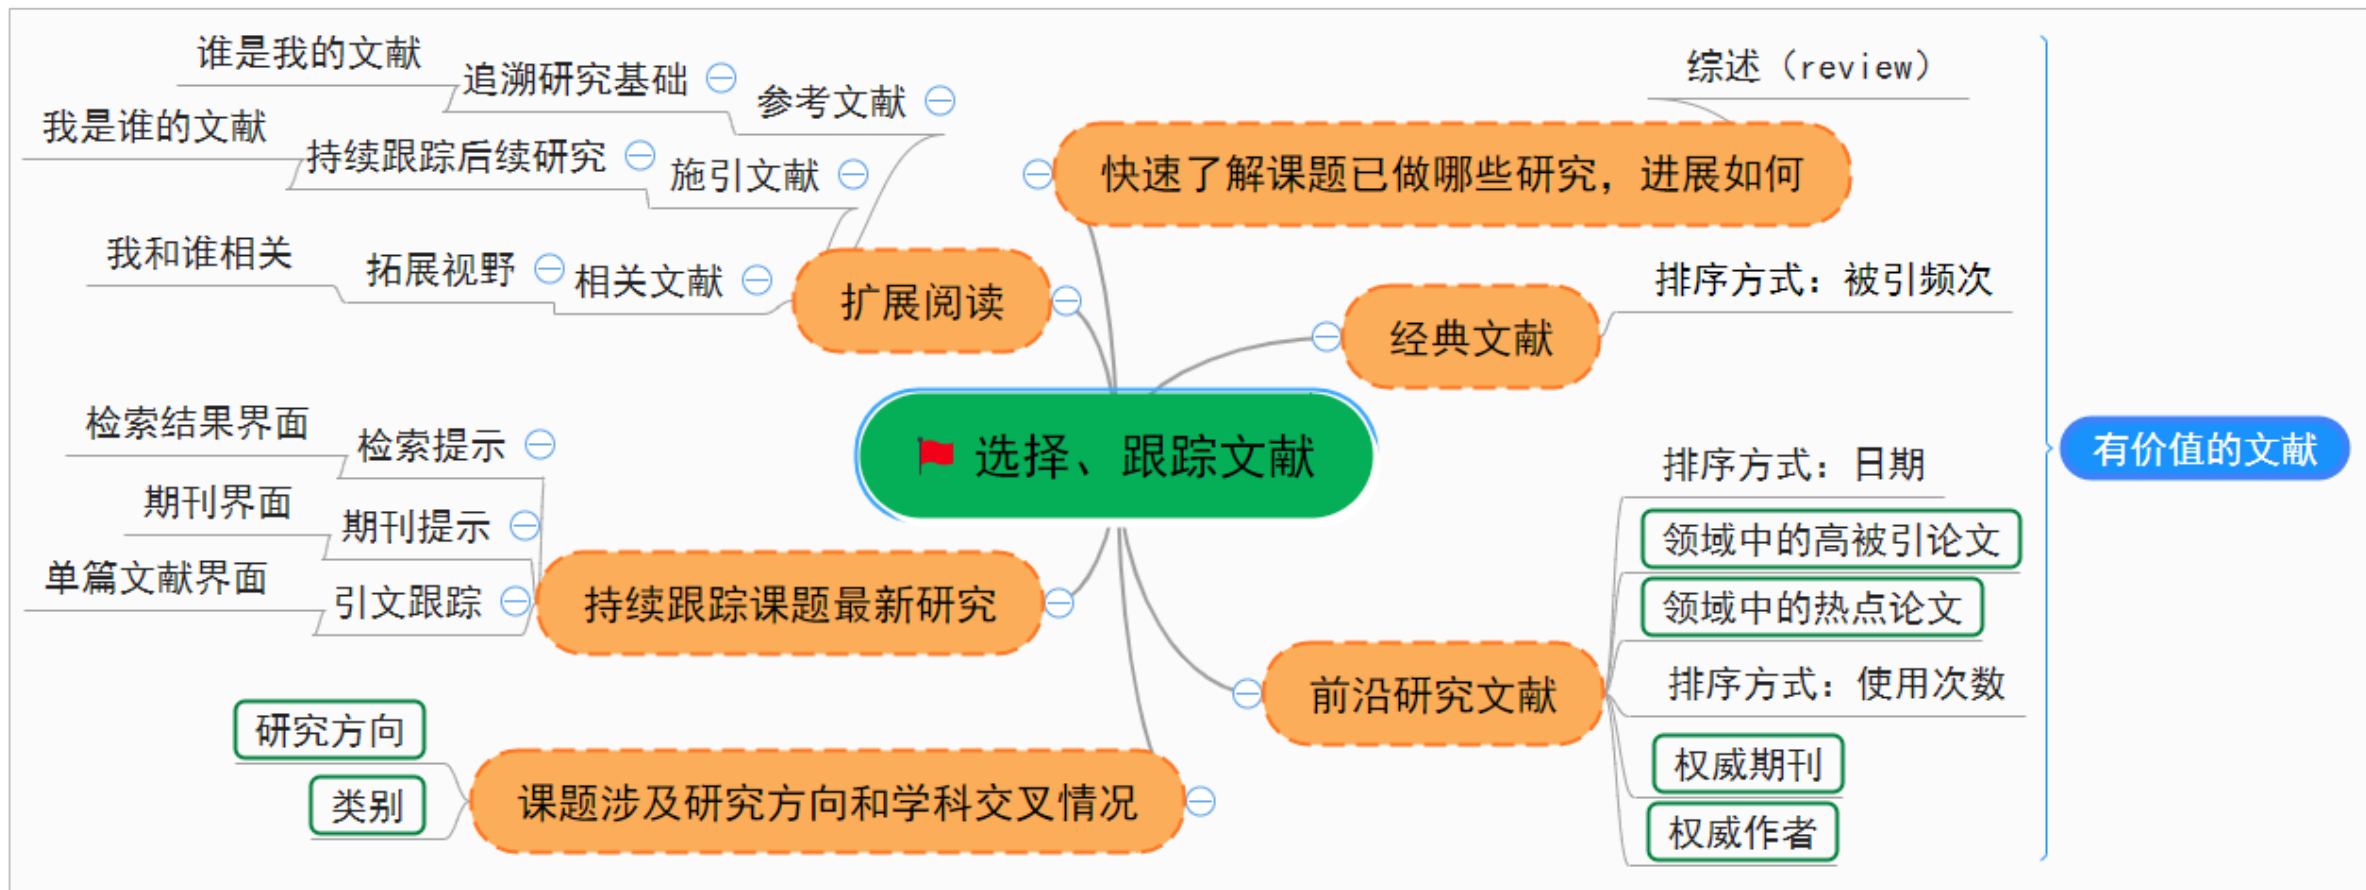 选择、跟踪文献
快速了解课题已做哪些研究，进展如何
综述（review）
经典文献
排序方式：被引频次
前沿研究文献
排序方式：日期
领域中的高被引论文
领域中的热点论文
排序方式：使用次数
权威期刊
权威作者
有价值的文献
扩展阅读
参考文献
追溯研究基础
谁是我的文献
施引文献
持续跟踪后续研究
我是谁的文献
相关文献
拓展视野
我和谁相关
持续跟踪课题最新研究
检索提示
检索结果界面
期刊提示
期刊界面
引文跟踪
单篇文献界面
课题涉及研究方向和学科交叉情况
研究方向
类别